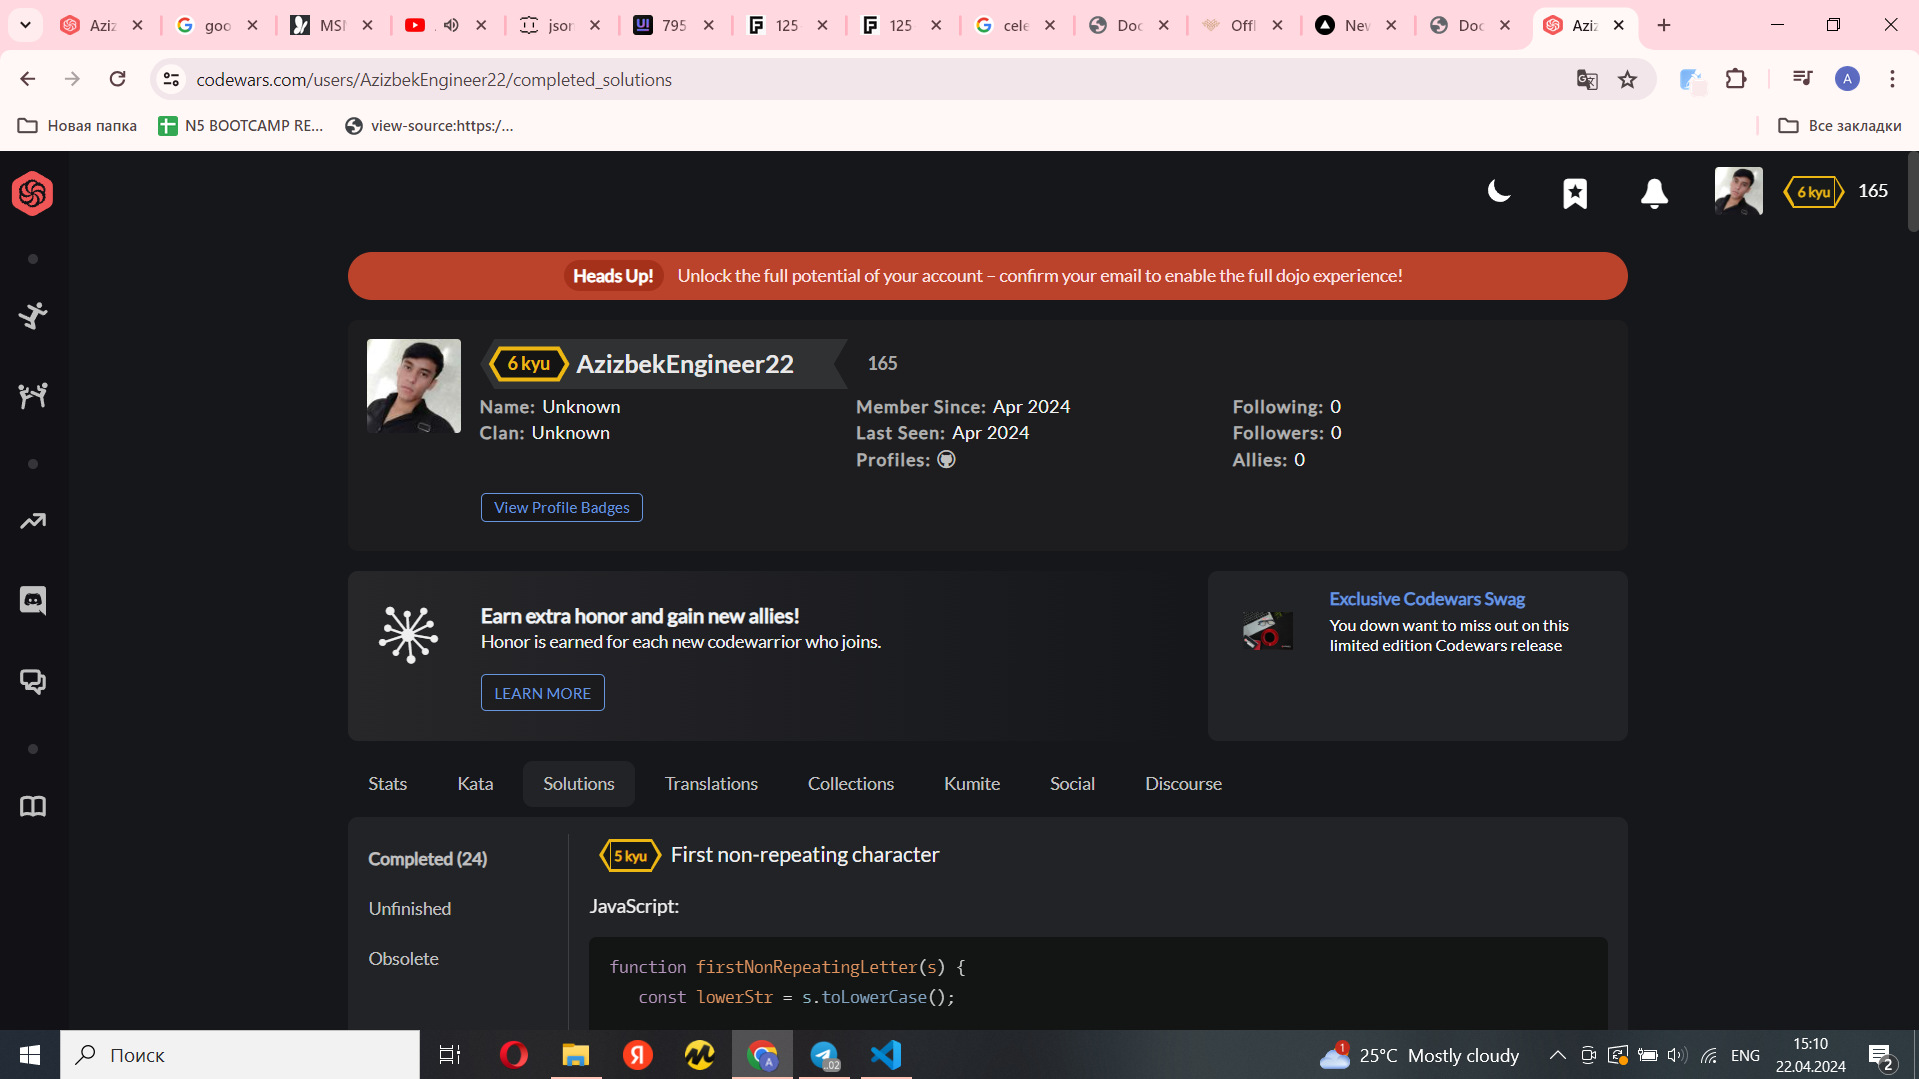 Aziz
goo
MSI
json
795
125
125
cele
Doc
Offl
Nev
Doc
Aziz
codewars.com/users/AzizbekEngineer22/completed_solutions
A
Новая папка
N5 BOOTCAMP RE...
view-source:https:/...
Все закладки
6 kyu
165
Heads Up!
Unlock the full potential of your account – confirm your email to enable the full dojo experience!
6 kyu
AzizbekEngineer22
165
Name: Unknown
Member Since: Apr 2024
Following: 0
Clan: Unknown
Last Seen: Apr 2024
Followers: 0
Profiles:
Allies: 0
View Profile Badges
Earn extra honor and gain new allies!
Honor is earned for each new codewarrior who joins.
LEARN MORE
Exclusive Codewars Swag
You down want to miss out on this
limited edition Codewars release
Stats
Kata
Solutions
Translations
Collections
Kumite
Social
Discourse
Completed (24)
Unfinished
Obsolete
5 kyu
First non-repeating character
JavaScript:
function firstNonRepeatingLetter(s) {
const lowerStr = s.toLowerCase();
Поиск
Я
A
..02
1
25°C Mostly cloudy
ENG
15:10
22.04.2024
2